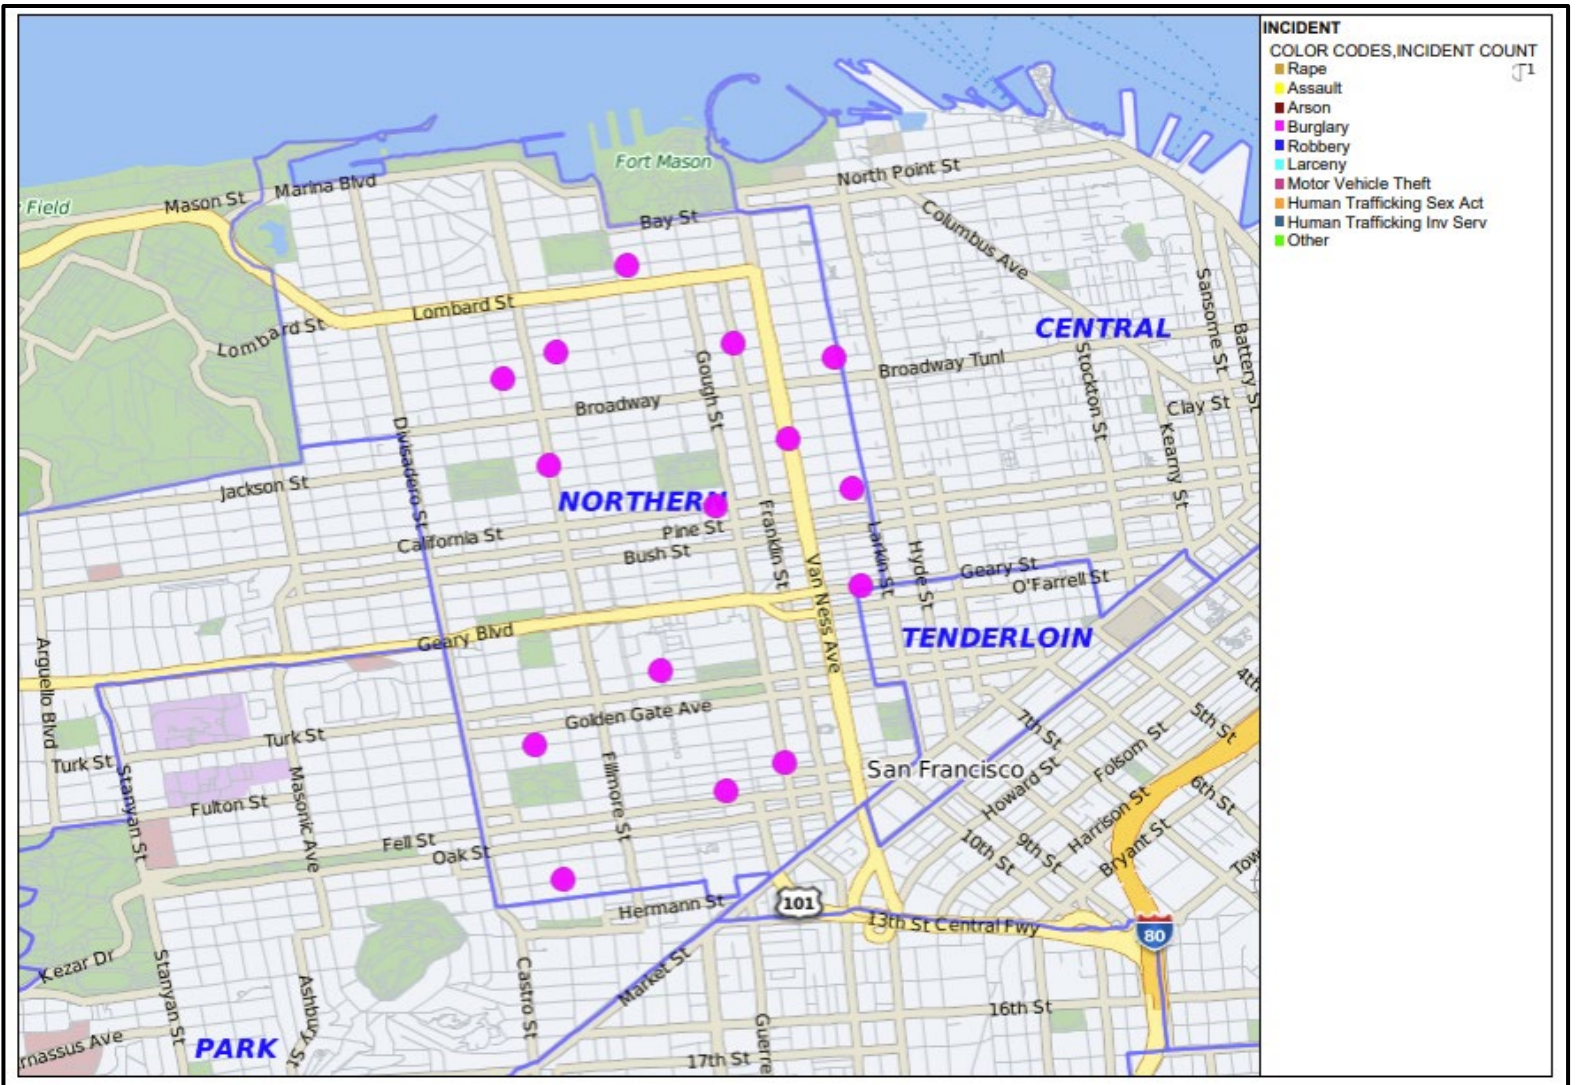 INCIDENT
COLOR CODES,INCIDENT COUNT
Rape
1
Assault
Arson
Burglary
Robbery
Larceny
Motor Vehicle Theft
Human Trafficking Sex Act
Human Trafficking Inv Serv
Other
Fort Mason
North Point St
Marina Blvd
Mason St
Field
Bay St
Columbus Ave
Sansome St
Lombard St
Lombard St
CENTRAL
Battery St
Stockton St
Gough St
Broadway Tunl
Broadway
Clay St
Divisadero St
Kearny St
Jackson St
NORTHERN
Franklin St
Pine St
California St
Bush St
Larkin St
Hyde St
Van Ness Ave
Geary St
O'Farrell St
Geary Blvd
TENDERLOIN
Arguello Blvd
4th
Golden Gate Ave
7th St
5th St
Turk St
Turk St
Folsom St
Fillmore St
San Francisco
Howard St
6th St
Stanyan St
Masonic Ave
Fulton St
Harrison St
Fell St
Oak St
10th St
9th St
Bryant St
Tow
Hermann St
101
13th St Central Fwy
80
Kezar Dr
Stanyan St
Ashbury St
Castro St
Market St
16th St
Guerre
rnassus Ave
PARK
17th St